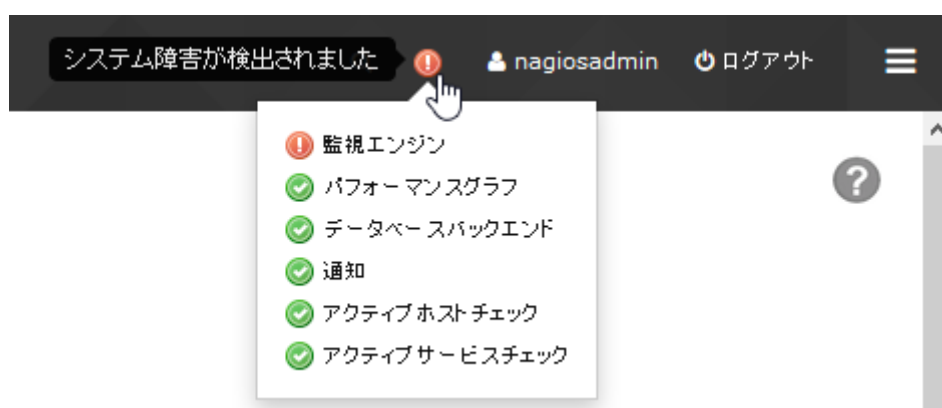 システム障害が検出されました nagiosadmin ログアウト
監視エンジン
パフォーマンスグラフ
データベースバックエンド
通知
アクティブホストチェック
アクティブサービスチェック